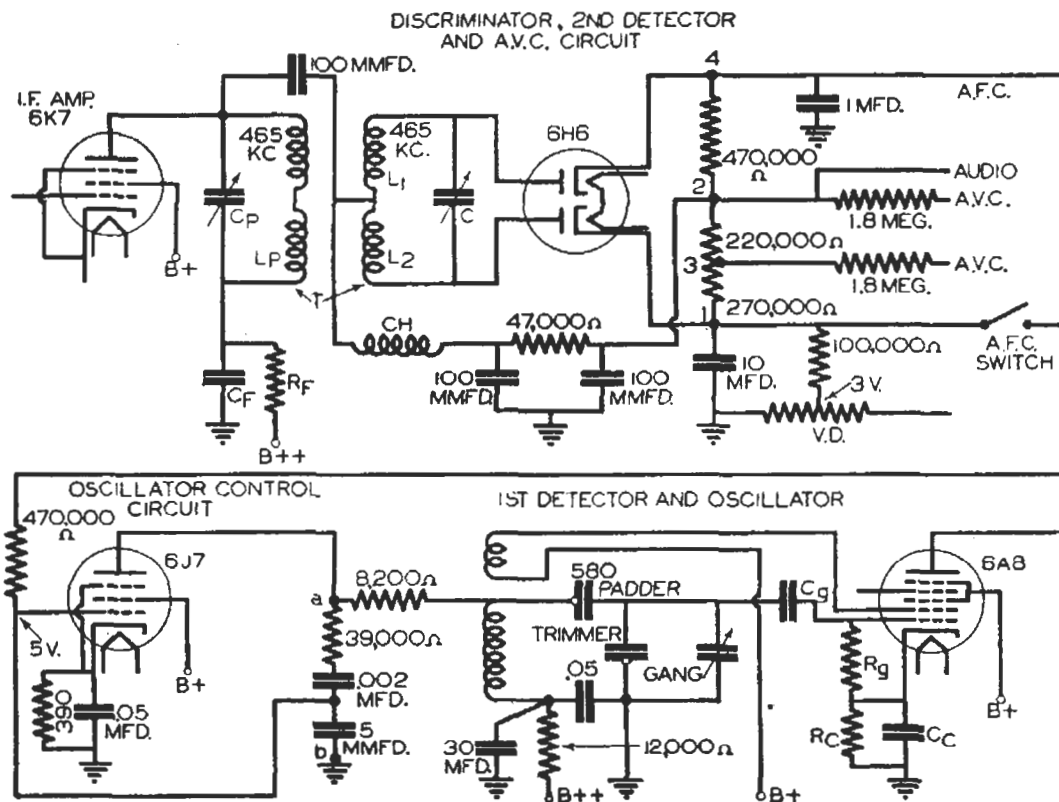 DISCRIMINATOR, 2ND DETECTOR
AND A.V.C. CIRCUIT
100 MMFD.
4
I.F. AMP.
6K7
1 MFD.
A.F.C.
465
KC
465
KC.
6H6
470,000
Ω
AUDIO
2
CP
L1
C
A.V.C.
1.8 MEG.
LP
L2
220,000Ω
B+
3
A.V.C.
T
1.8 MEG.
270,000Ω
CH
47,000Ω
1
A.F.C.
SWITCH
100,000Ω
CF
RF
100
MMFD.
100
MMFD.
10
MFD.
3 V.
V.D.
B++
OSCILLATOR CONTROL
CIRCUIT
1ST DETECTOR AND OSCILLATOR
470,000
Ω
6J7
6A8
8,200Ω
580
PADDER
Cg
a
39,000Ω
TRIMMER
5V.
GANG
Rg
B+
.002
MFD.
.05
390
.05
MFD.
5
MMFD.
b
30
MFD.
12,000Ω
RC
CC
B+
B++
B+